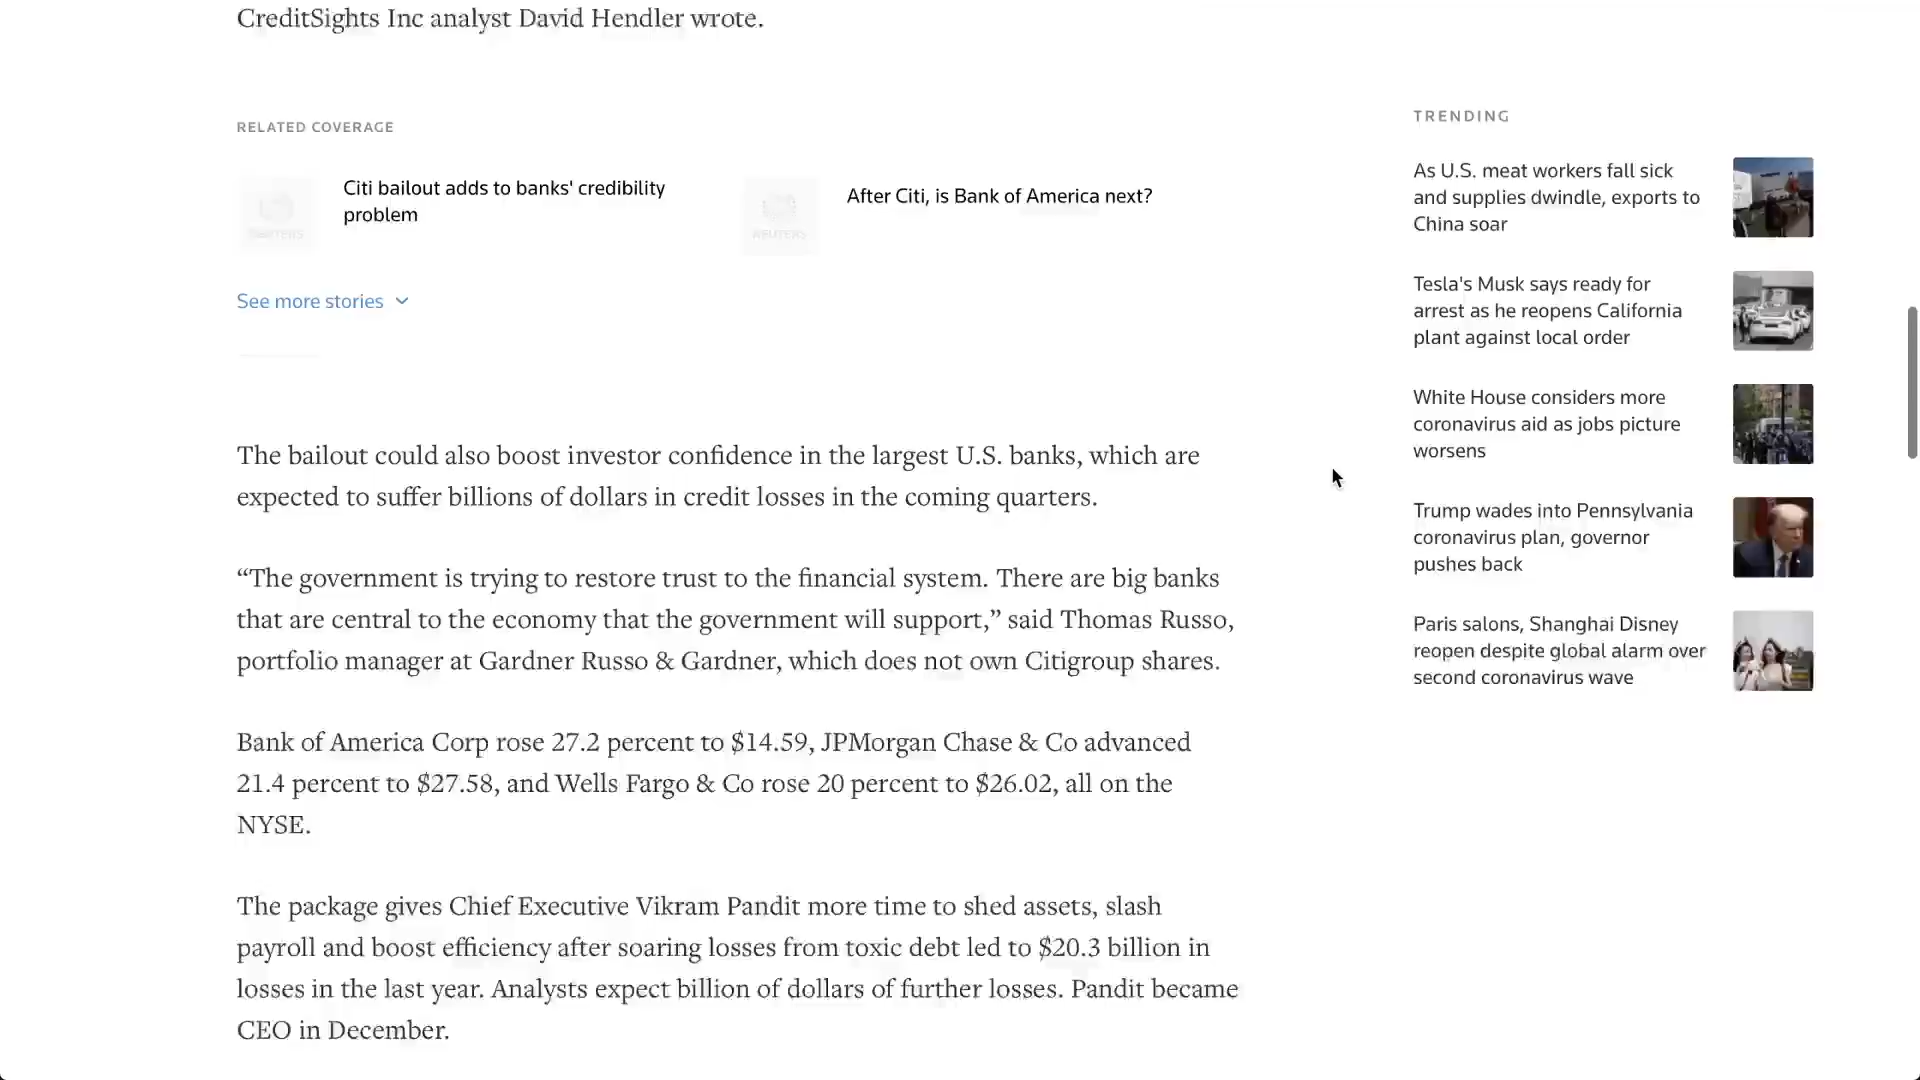 CreditSights Inc analyst David Hendler wrote.
RELATED COVERAGE
REUTERS
Citi bailout adds to banks' credibility
problem
REUTERS
After Citi, is Bank of America next?
See more stories
The bailout could also boost investor confidence in the largest U.S. banks, which are
expected to suffer billions of dollars in credit losses in the coming quarters.
“The government is trying to restore trust to the financial system. There are big banks
that are central to the economy that the government will support,” said Thomas Russo,
portfolio manager at Gardner Russo & Gardner, which does not own Citigroup shares.
Bank of America Corp rose 27.2 percent to $14.59, JPMorgan Chase & Co advanced
21.4 percent to $27.58, and Wells Fargo & Co rose 20 percent to $26.02, all on the
NYSE.
The package gives Chief Executive Vikram Pandit more time to shed assets, slash
payroll and boost efficiency after soaring losses from toxic debt led to $20.3 billion in
losses in the last year. Analysts expect billion of dollars of further losses. Pandit became
CEO in December.
TRENDING
As U.S. meat workers fall sick
and supplies dwindle, exports to
China soar
Tesla's Musk says ready for
arrest as he reopens California
plant against local order
White House considers more
coronavirus aid as jobs picture
worsens
Trump wades into Pennsylvania
coronavirus plan, governor
pushes back
Paris salons, Shanghai Disney
reopen despite global alarm over
second coronavirus wave